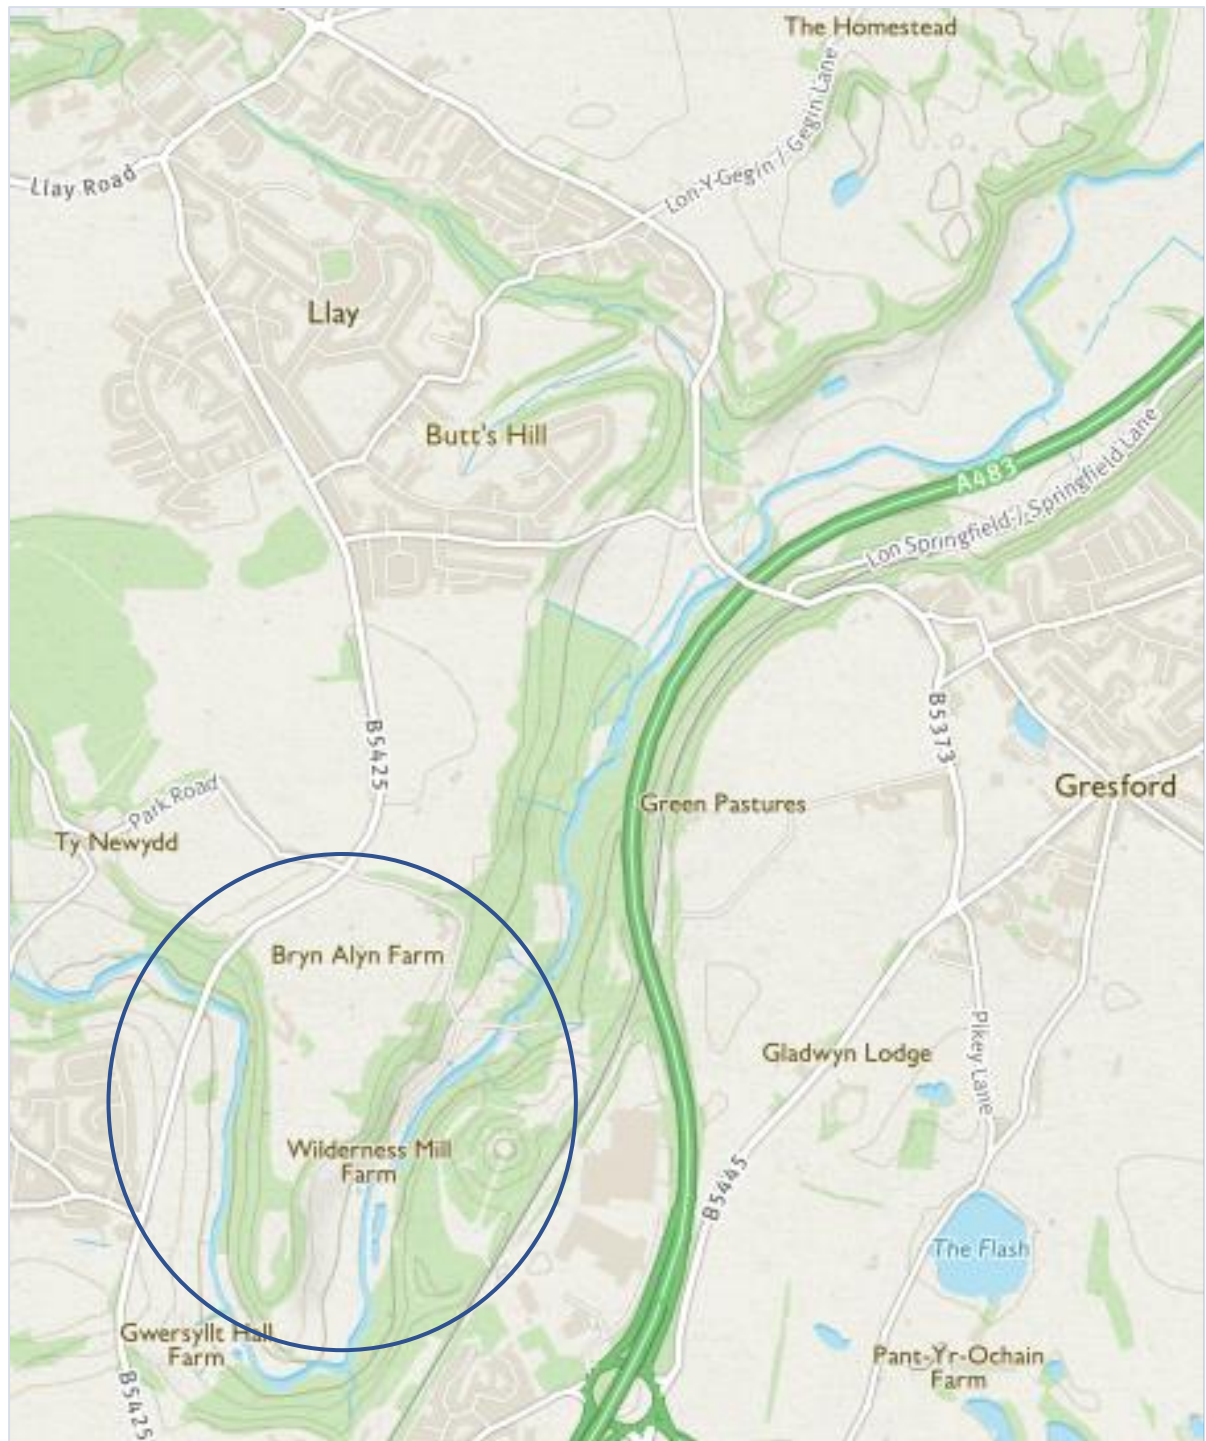 The Homestead
Lon-Y-Gegin / Gegin Lane
Llay Road
Llay
Butt's Hill
A483
Lon Springfield / Springfield Lane
B5425
B5373
Park Road
Green Pastures
Gresford
Ty Newydd
Bryn Alyn Farm
Pikey Lane
Gladwyn Lodge
Wilderness Mill
Farm
B5445
The Flash
Gwersyllt Hall
Farm
Pant-Yr-Ochain
Farm
B5425